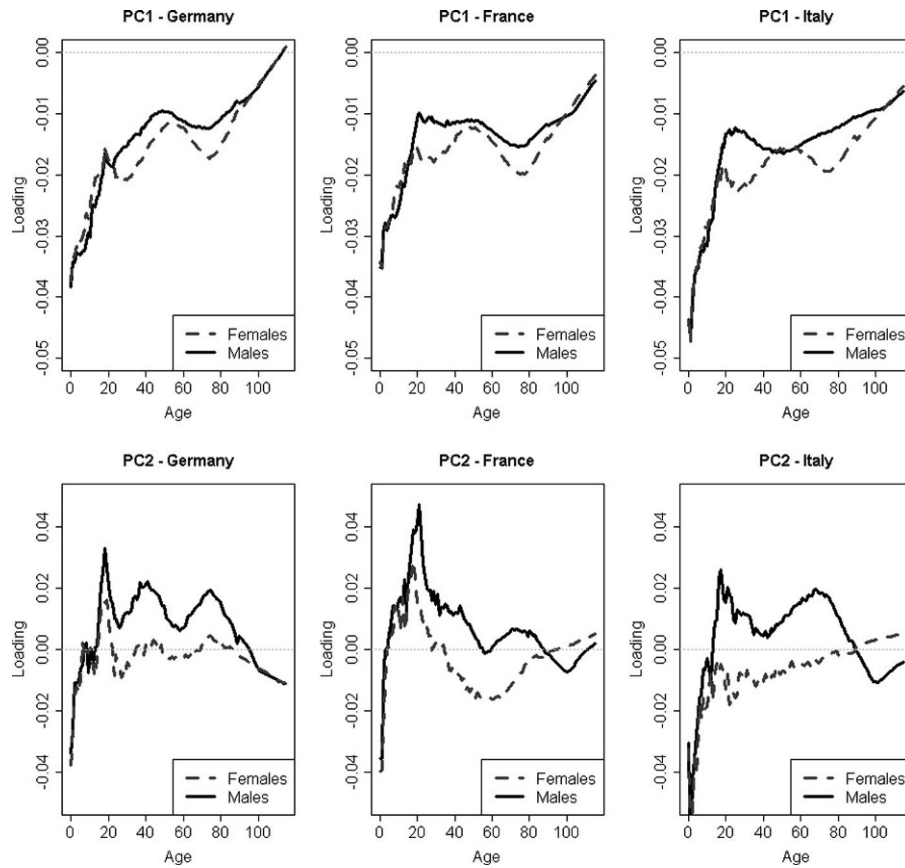 PC1 - Germany
Loading
0.00
-0.01
-0.02
-0.03
-0.04
-0.05
Females
Males
0 20 40 60 80 100
Age
PC1 - France
Loading
0.00
-0.01
-0.02
-0.03
-0.04
-0.05
Females
Males
0 20 40 60 80 100
Age
PC1 - Italy
Loading
0.00
-0.01
-0.02
-0.03
-0.04
-0.05
Females
Males
0 20 40 60 80 100
Age
PC2 - Germany
Loading
0.04
0.02
0.00
-0.02
-0.04
Females
Males
0 20 40 60 80 100
Age
PC2 - France
Loading
0.04
0.02
0.00
-0.02
-0.04
Females
Males
0 20 40 60 80 100
Age
PC2 - Italy
Loading
0.04
0.02
0.00
-0.02
-0.04
Females
Males
0 20 40 60 80 100
Age